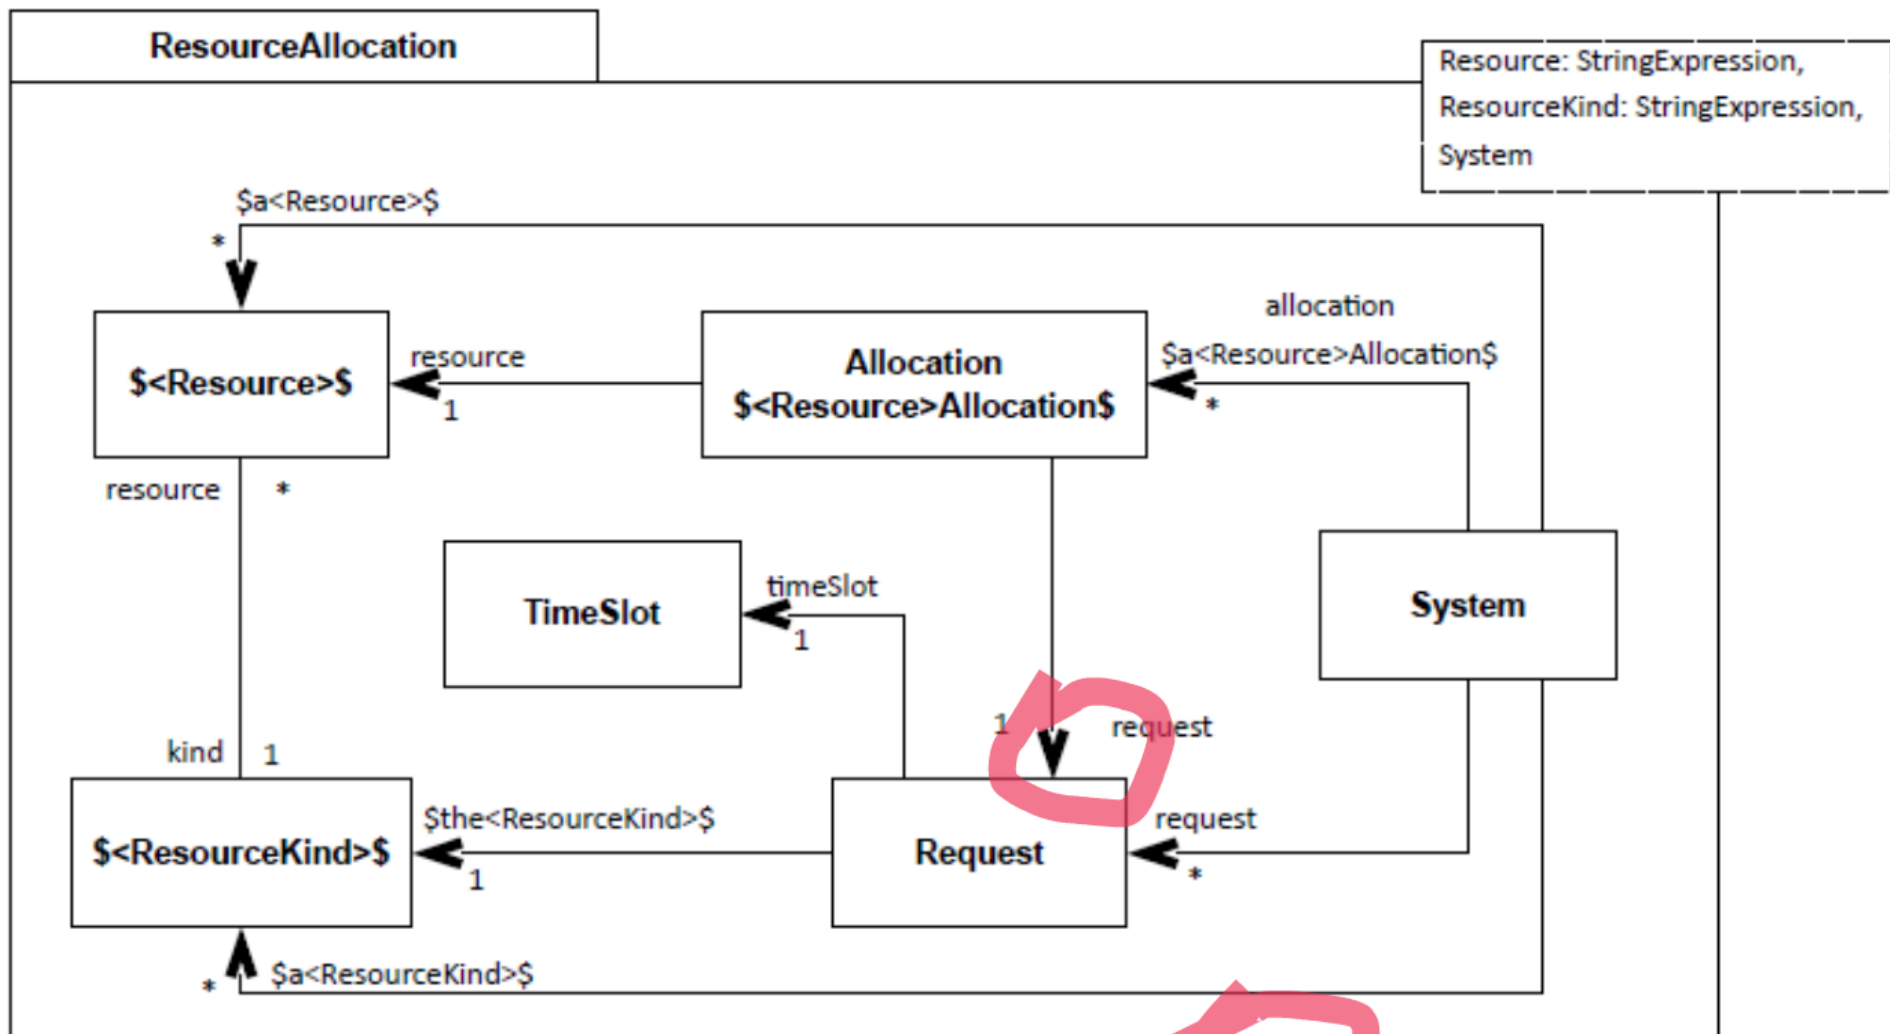 ResourceAllocation
Resource: StringExpression,
ResourceKind: StringExpression,
System
$a<Resource>$
*
allocation
$a<Resource>Allocation$
*
$<Resource>$
resource
1
Allocation
$<Resource>Allocation$
resource *
TimeSlot
timeSlot
1
System
kind 1
1 request
$<ResourceKind>$
$the<ResourceKind>$
1
Request
request
*
* $a<ResourceKind>$